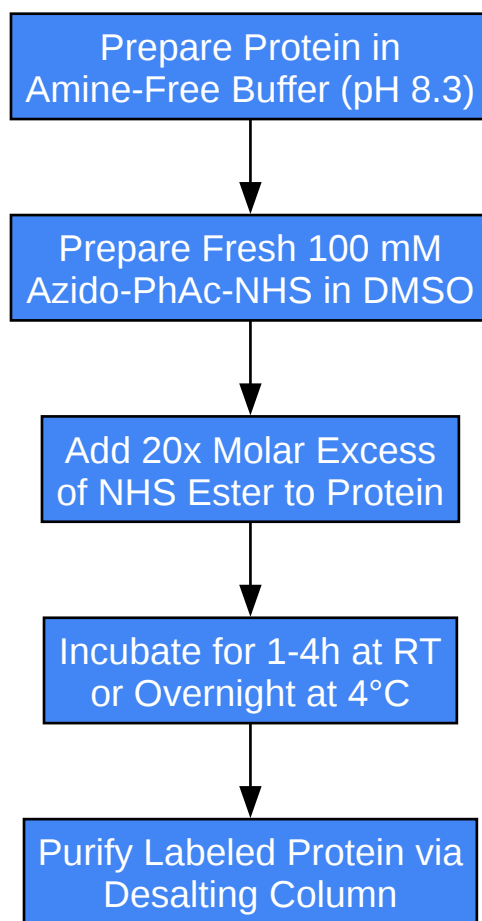 Prepare Protein in
Amine-Free Buffer (pH 8.3)
Prepare Fresh 100 mM
Azido-PhAc-NHS in DMSO
Add 20x Molar Excess
of NHS Ester to Protein
Incubate for 1-4h at RT
or Overnight at 4°C
Purify Labeled Protein via
Desalting Column